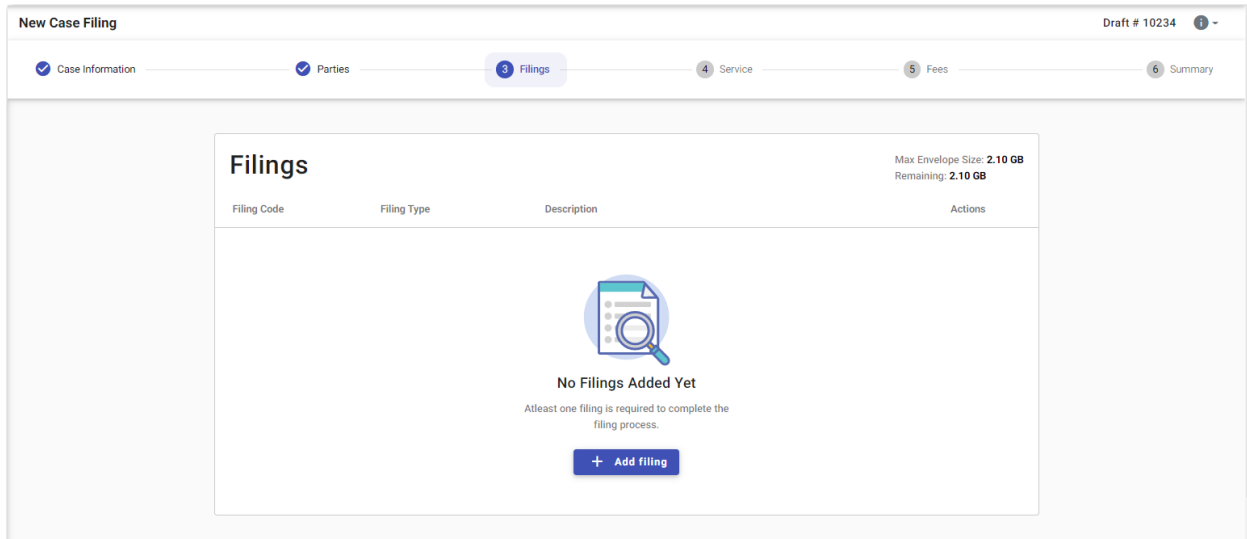 New Case Filing
Draft # 10234
Case Information
Parties
3 Filings
4 Service
5 Fees
6 Summary
Filings
Max Envelope Size: 2.10 GB
Remaining: 2.10 GB
Filing Code Filing Type Description Actions
No Filings Added Yet
Atleast one filing is required to complete the
filing process.
+ Add filing